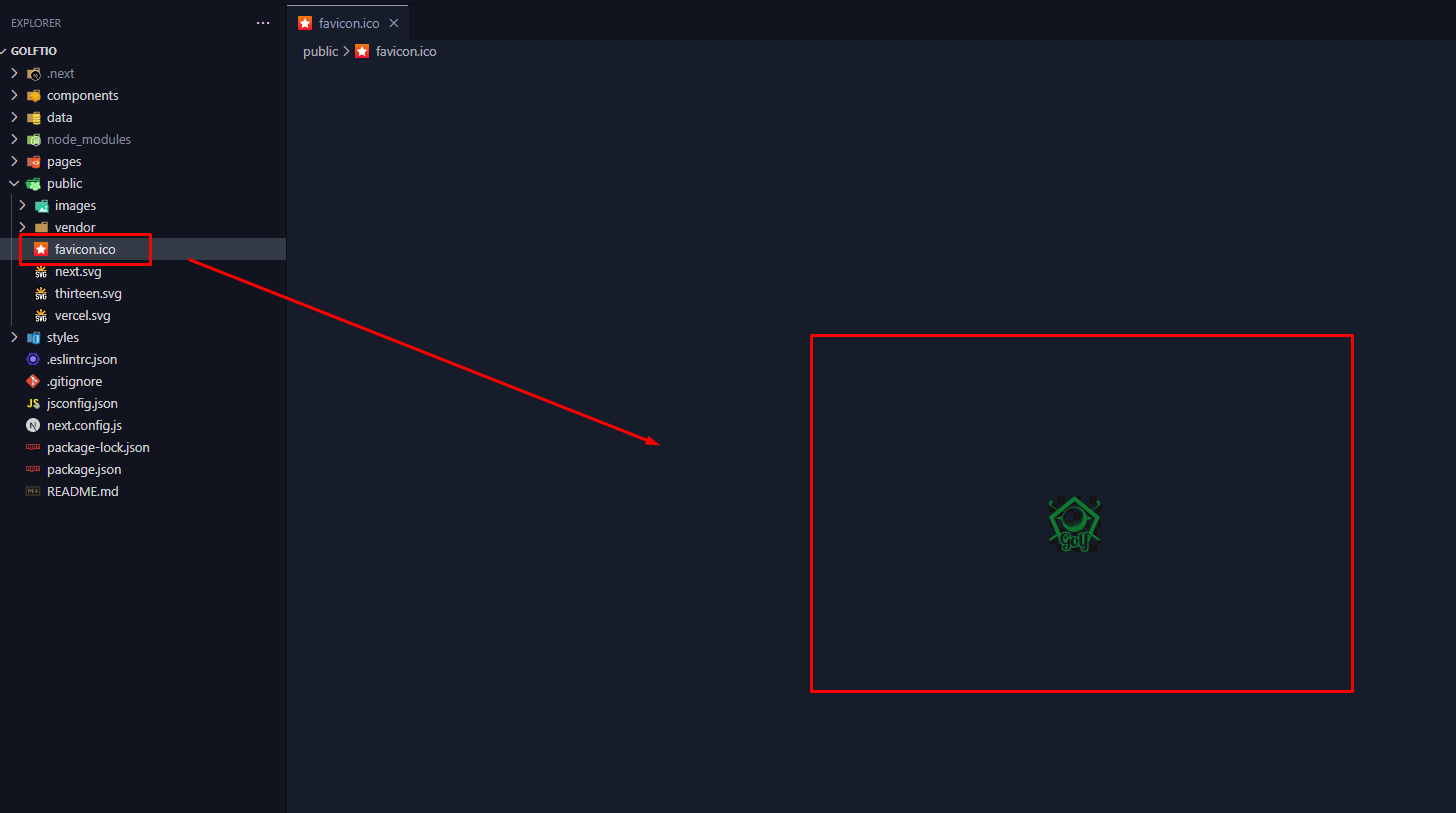 EXPLORER
GOLFTIO
.next
components
data
node_modules
pages
public
images
vendor
favicon.ico
next.svg
thirteen.svg
vercel.svg
styles
.eslintrc.json
.gitignore
JS jsconfig.json
N next.config.js
package-lock.json
package.json
README.md
favicon.ico
public > favicon.ico
Golf